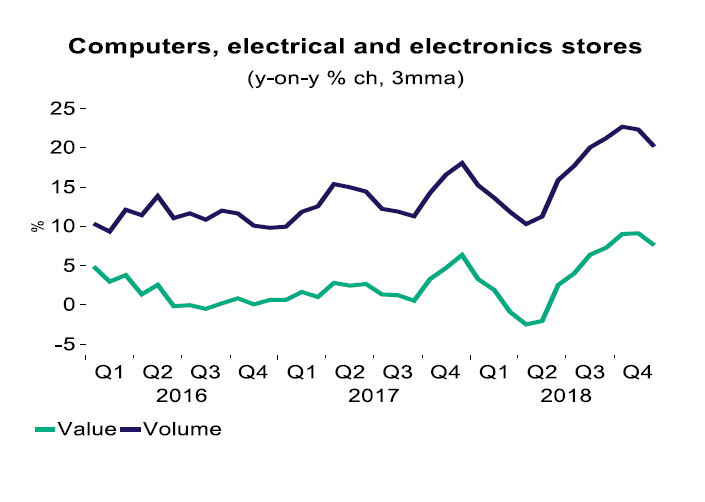 Computers, electrical and electronics stores
(y-on-y % ch, 3mma)
25
20
15
10
5
0
-5
%
Q1 Q2 Q3 Q4 Q1 Q2 Q3 Q4 Q1 Q2 Q3 Q4
2016 2017 2018
Value Volume